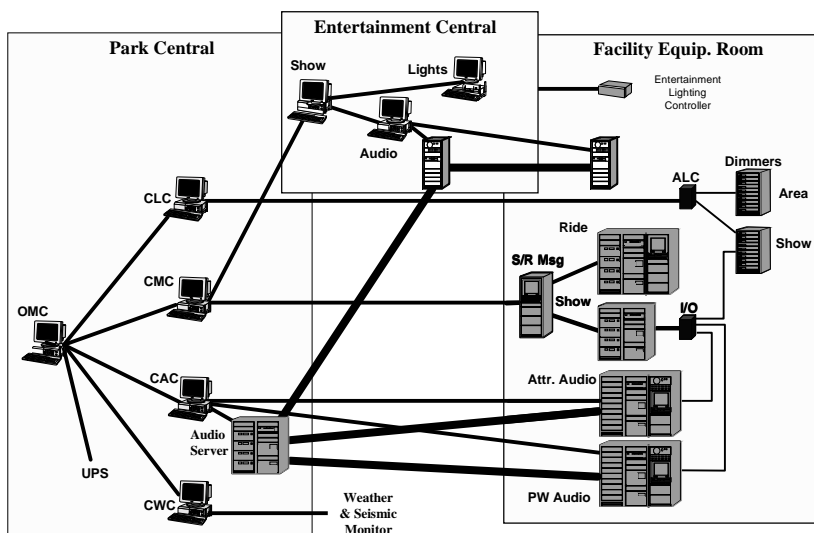 Entertainment Central
Park Central
Facility Equip. Room
Show
Lights
Entertainment
Lighting
Controller
Audio
Dimmers
ALC
Area
CLC
Ride
Show
S/R Msg
CMC
Show
I/O
OMC
CAC
Attr. Audio
Audio
Server
UPS
CWC
Weather
& Seismic
Monitor
PW Audio